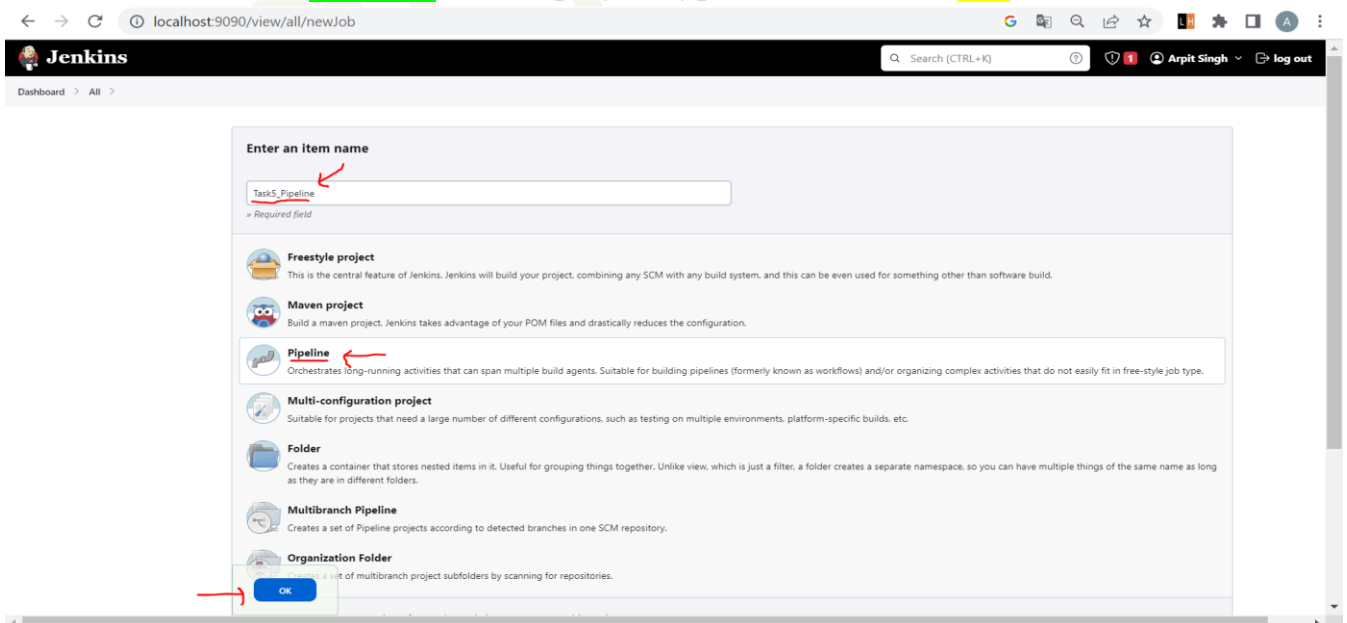 localhost:9090/view/all/newJob
Jenkins
Search (CTRL+K)
1
Arpit Singh
log out
Dashboard > All >
Enter an item name
Task5_Pipeline
» Required field
Freestyle project
This is the central feature of Jenkins. Jenkins will build your project, combining any SCM with any build system, and this can be even used for something other than software build.
Maven project
Build a maven project. Jenkins takes advantage of your POM files and drastically reduces the configuration.
Pipeline
Orchestrates long-running activities that can span multiple build agents. Suitable for building pipelines (formerly known as workflows) and/or organizing complex activities that do not easily fit in free-style job type.
Multi-configuration project
Suitable for projects that need a large number of different configurations, such as testing on multiple environments, platform-specific builds, etc.
Folder
Creates a container that stores nested items in it. Useful for grouping things together. Unlike view, which is just a filter, a folder creates a separate namespace, so you can have multiple things of the same name as long
as they are in different folders.
Multibranch Pipeline
Creates a set of Pipeline projects according to detected branches in one SCM repository.
Organization Folder
Creates a set of multibranch project subfolders by scanning for repositories.
OK